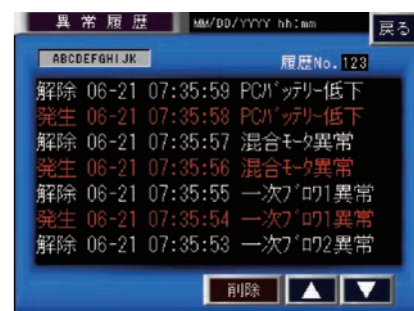 異常履歴 MM/DD/YYYY hh:mm 戻る
ABCDEFGHIJK 履歴No. 123
解除 06-21 07:35:59 PCﾊﾞｯﾃﾘｰ低下
発生 06-21 07:35:58 PCﾊﾞｯﾃﾘｰ低下
解除 06-21 07:35:57 混合ﾓｰﾀ異常
発生 06-21 07:35:56 混合ﾓｰﾀ異常
解除 06-21 07:35:55 一次ﾌﾞﾛﾜ1異常
発生 06-21 07:35:54 一次ﾌﾞﾛﾜ1異常
解除 06-21 07:35:53 一次ﾌﾞﾛﾜ2異常
削除 ▲ ▼